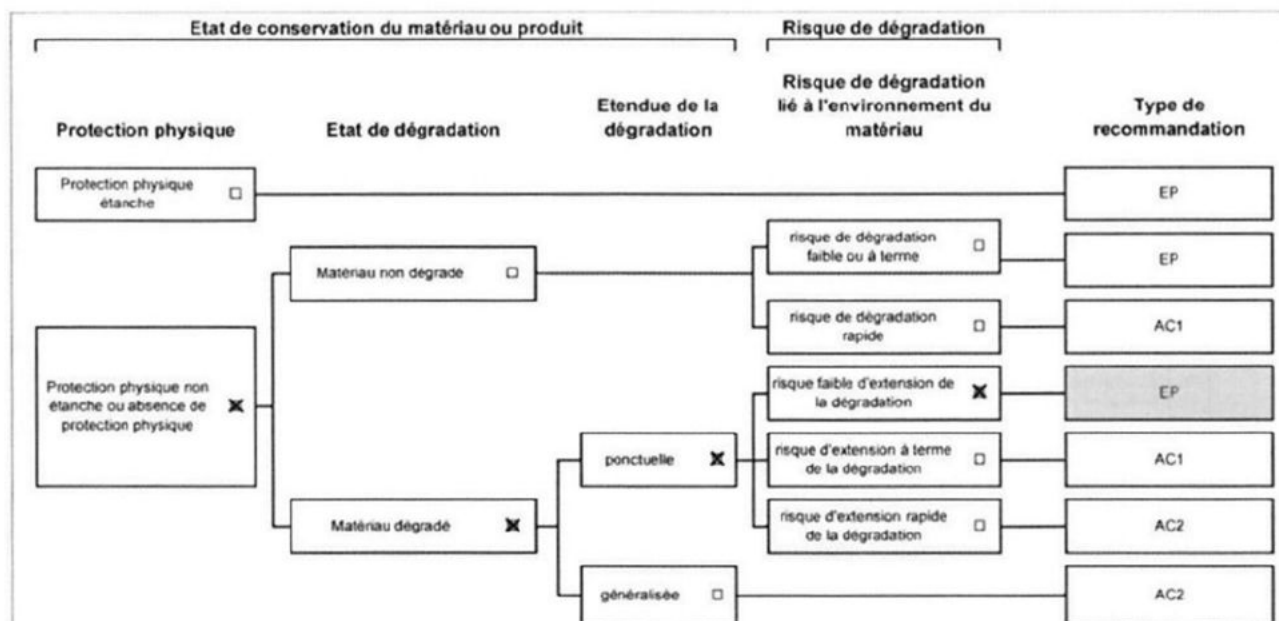 Etat de conservation du matériau ou produit
Risque de dégradation
Protection physique
Etat de dégradation
Etendue de la
dégradation
Risque de dégradation
lié à l'environnement du
matériau
Type de
recommandation
Protection physique
étanche
EP
Matériau non dégradé
risque de dégradation
faible ou à terme
EP
risque de dégradation
rapide
AC1
Protection physique non
étanche ou absence de
protection physique
risque faible d'extension de
la dégradation
EP
ponctuelle
risque d'extension à terme
de la dégradation
AC1
Matériau dégradé
risque d'extension rapide
de la dégradation
AC2
généralisée
AC2